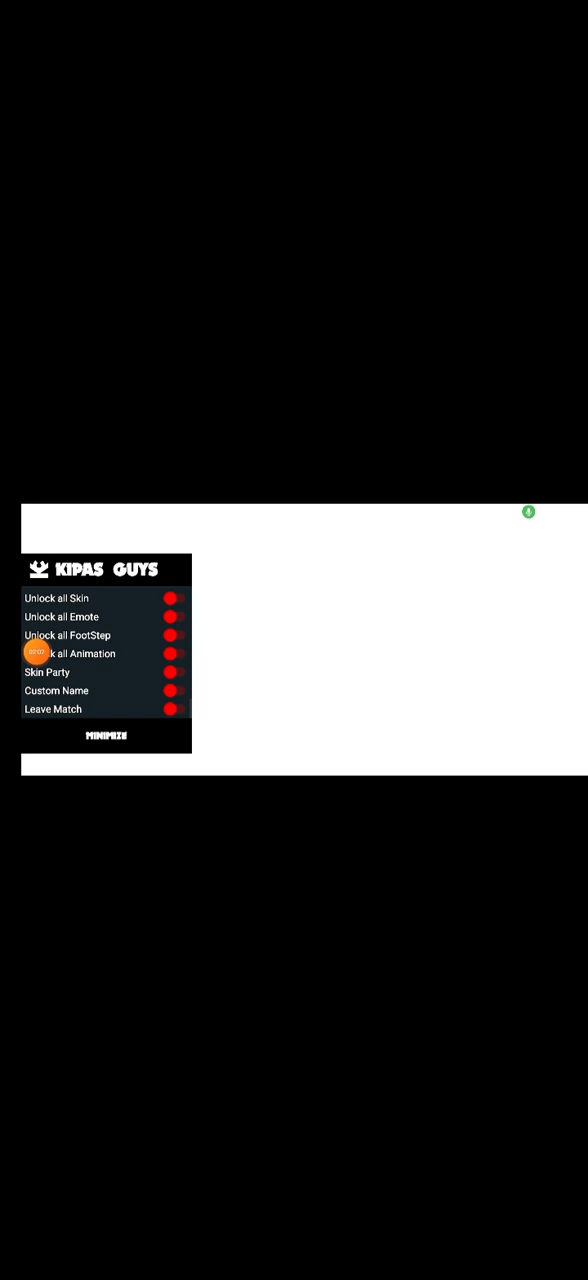 KIPAS GUYS
Unlock all Skin
Unlock all Emote
Unlock all FootStep
k all Animation
Skin Party
Custom Name
Leave Match
MINIMIZE